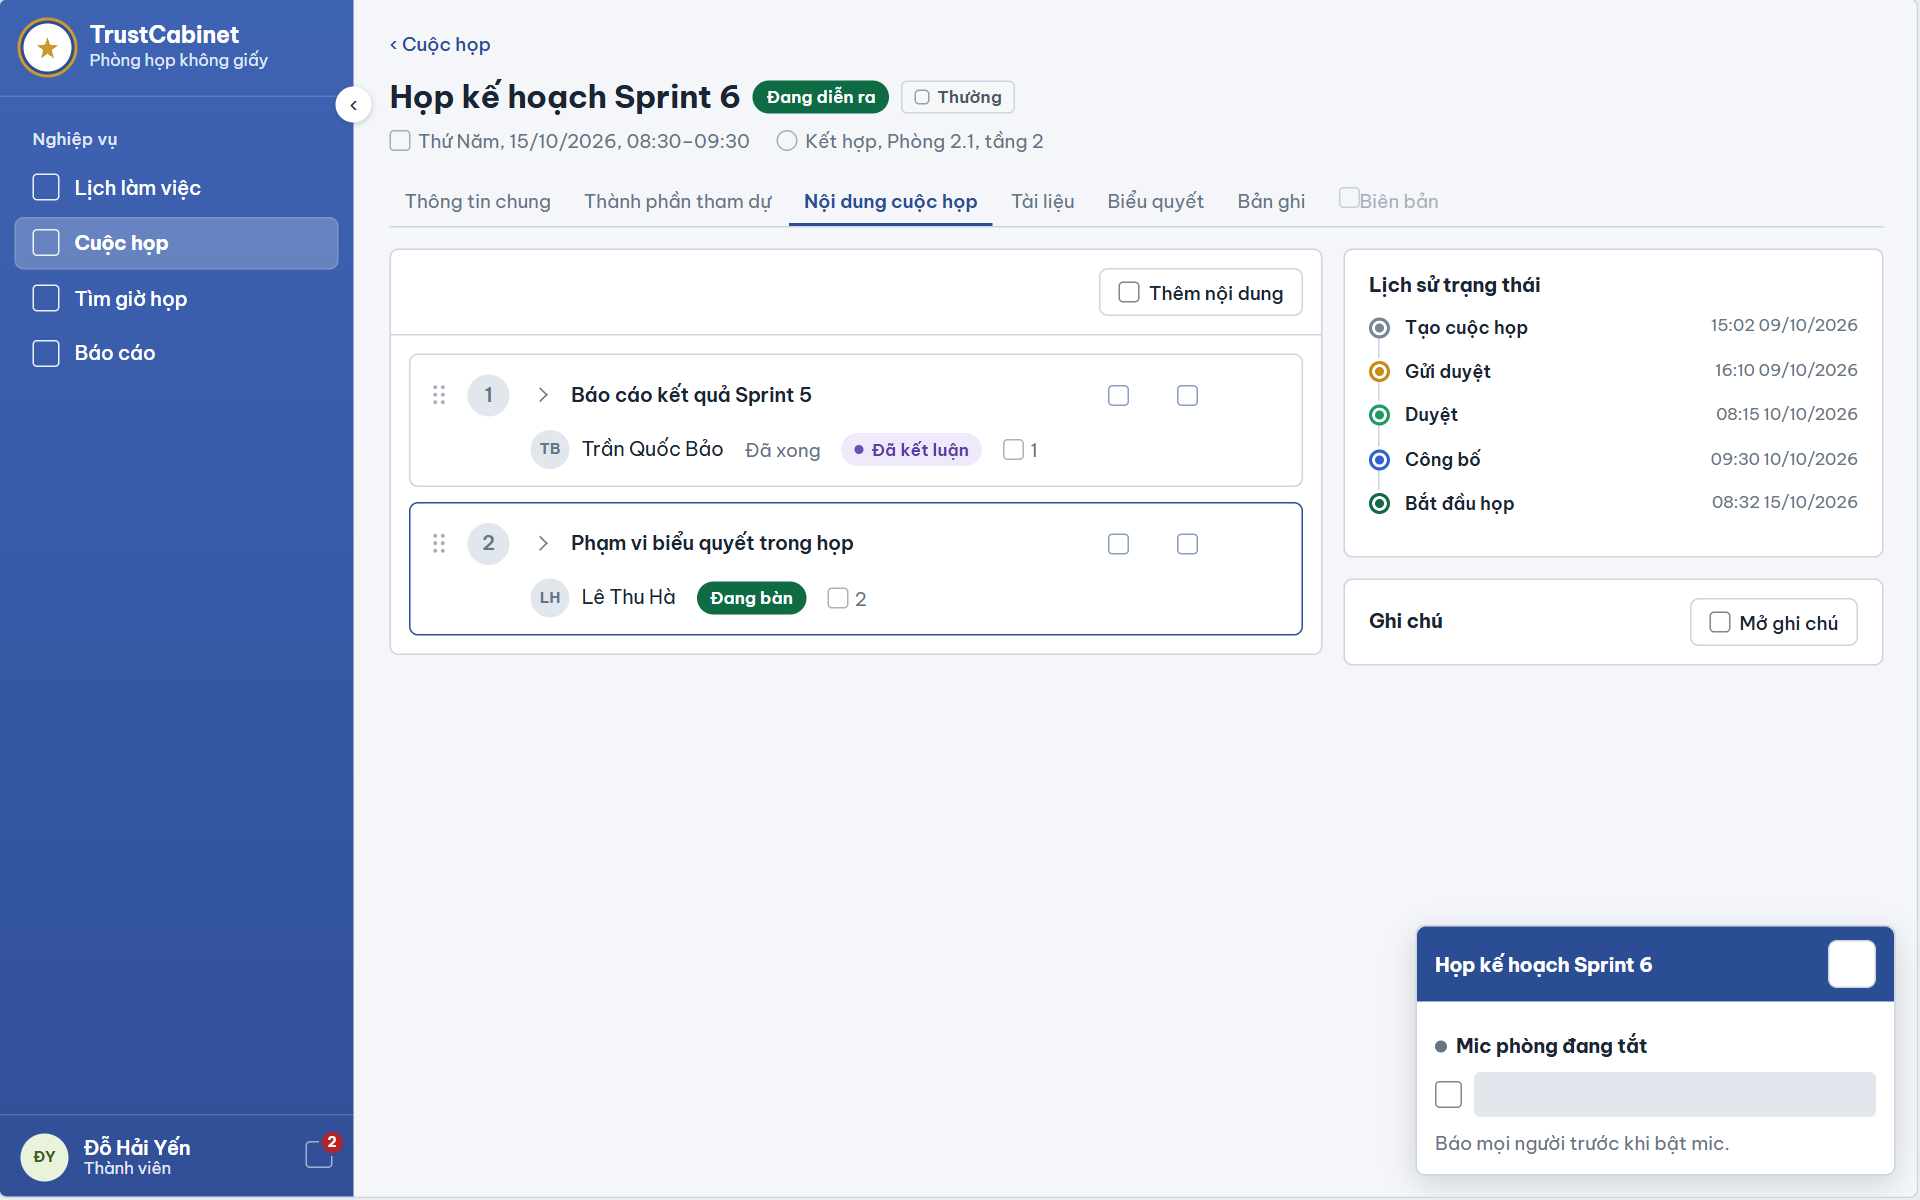 TrustCabinet
Phòng họp không giấy
Nghiệp vụ
Lịch làm việc
Cuộc họp
Tìm giờ họp
Báo cáo
ĐY
Đỗ Hải Yến
Thành viên
2
‹ Cuộc họp
Họp kế hoạch Sprint 6
Đang diễn ra
Thường
Thứ Năm, 15/10/2026, 08:30–09:30
Kết hợp, Phòng 2.1, tầng 2
Thông tin chung
Thành phần tham dự
Nội dung cuộc họp
Tài liệu
Biểu quyết
Bản ghi
Biên bản
Thêm nội dung
1
Báo cáo kết quả Sprint 5
TB
Trần Quốc Bảo
Đã xong
Đã kết luận
1
2
Phạm vi biểu quyết trong họp
LH
Lê Thu Hà
Đang bàn
2
Lịch sử trạng thái
Tạo cuộc họp 15:02 09/10/2026
Gửi duyệt 16:10 09/10/2026
Duyệt 08:15 10/10/2026
Công bố 09:30 10/10/2026
Bắt đầu họp 08:32 15/10/2026
Ghi chú
Mở ghi chú
Họp kế hoạch Sprint 6
Mic phòng đang tắt
Báo mọi người trước khi bật mic.